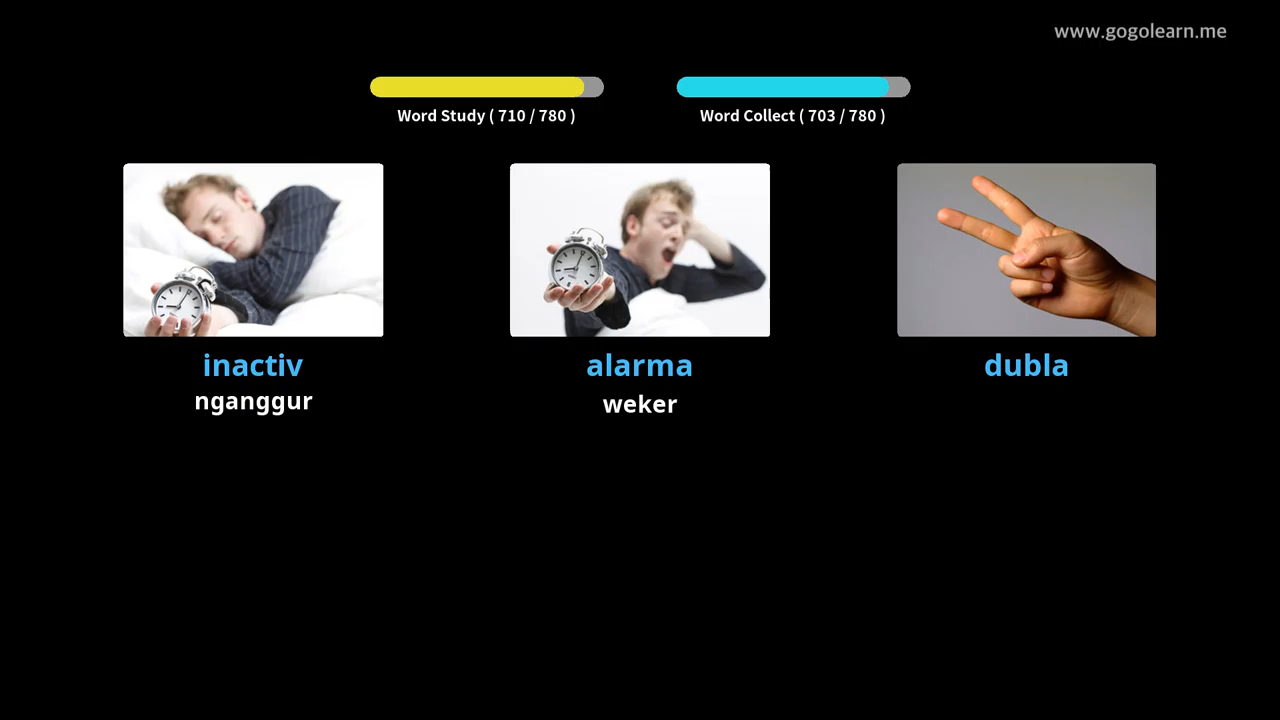 www.gogolearn.me
Word Study ( 710 / 780 )
Word Collect ( 703 / 780 )
inactiv
nganggur
alarma
weker
dubla